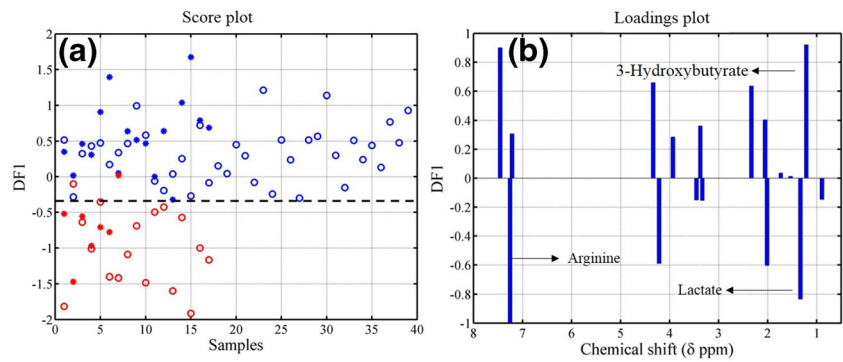 Score plot
(a)
2
1.5
1
0.5
0
-0.5
-1
-1.5
-2
DF1
0 5 10 15 20 25 30 35 40
Samples
Loadings plot
(b)
1
0.8
0.6
0.4
0.2
0
0.2
0.4
-0.6
-0.8
-1
DF1
3-Hydroxybutyrate
Arginine
Lactate
8 7 6 5 4 3 2 1
Chemical shift (δ ppm)